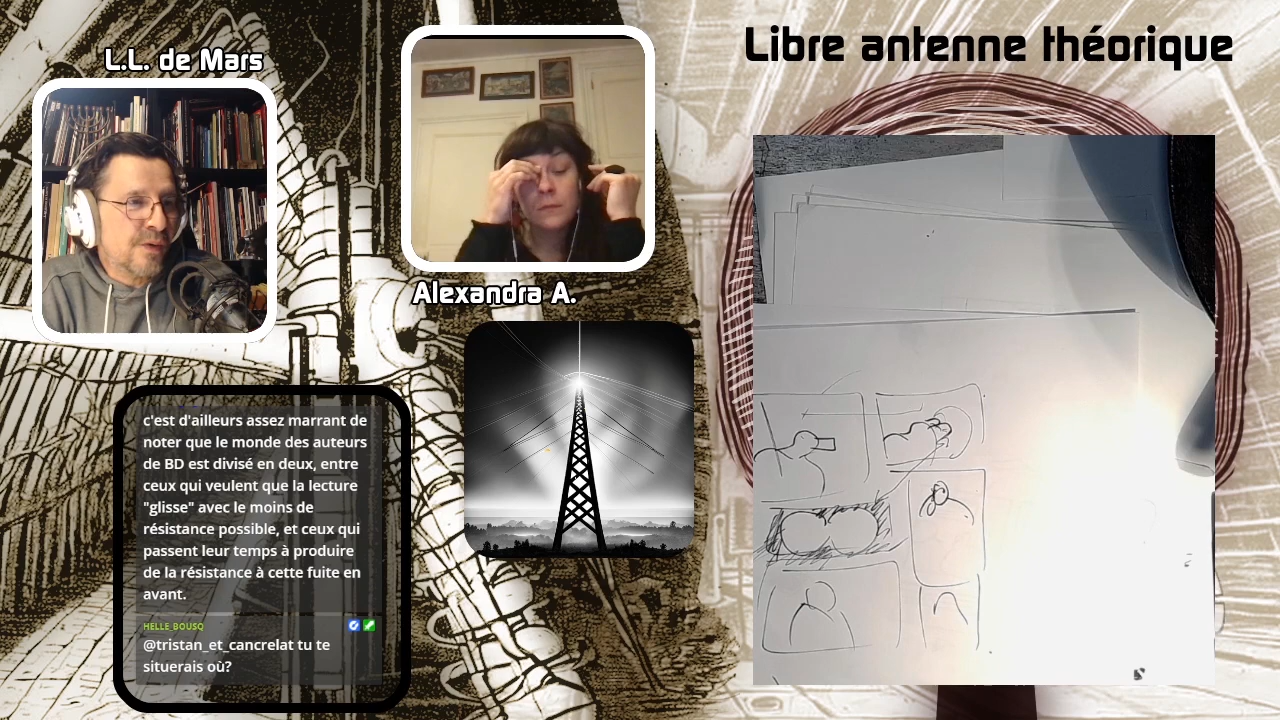 Libre antenne théorique
L.L. de Mars
Alexandra A.
c'est d'ailleurs assez marrant de
noter que le monde des auteurs
de BD est divisé en deux, entre
ceux qui veulent que la lecture
"glisse" avec le moins de
résistance possible, et ceux qui
passent leur temps à produire
de la résistance à cette fuite en
avant.
HELLE_BOUSQ
@tristan_et_cancrelat tu te
situerais où?